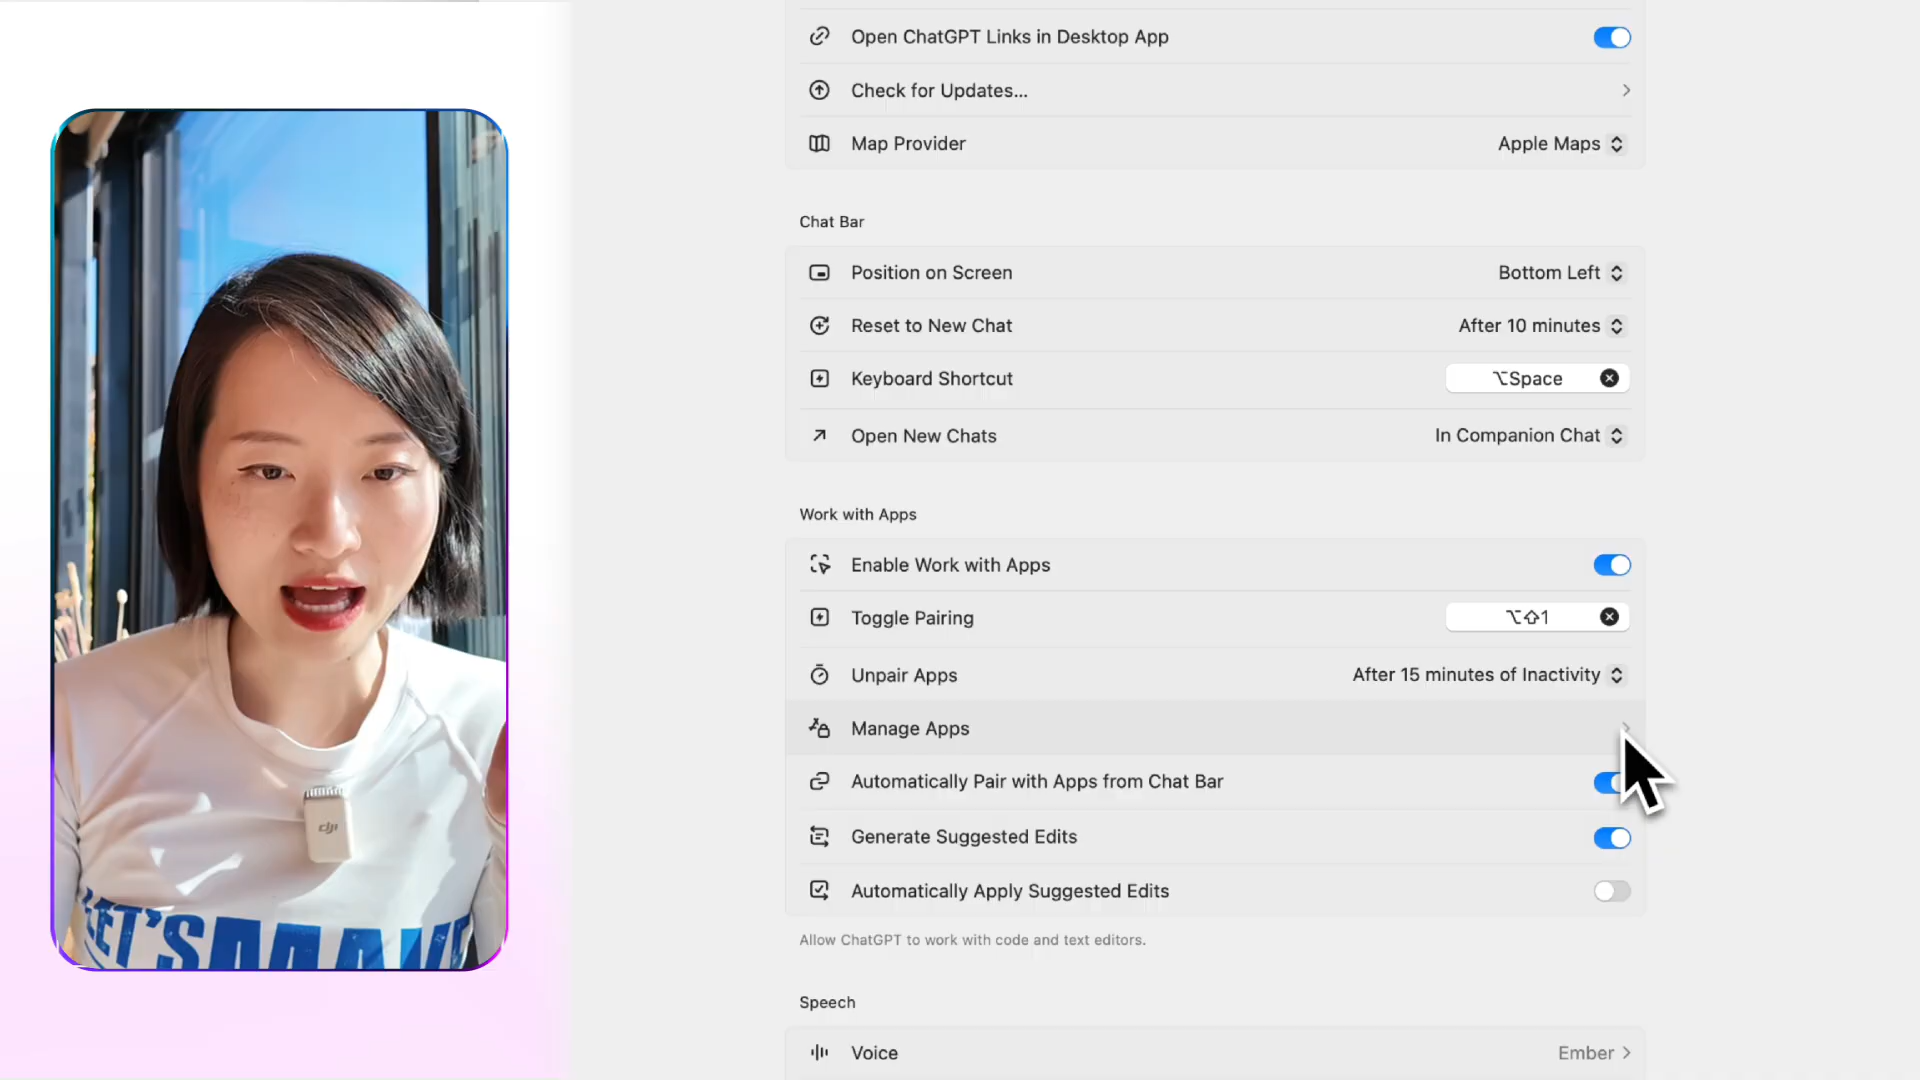 Open ChatGPT Links in Desktop App
Check for Updates...
Map Provider Apple Maps
Chat Bar
Position on Screen Bottom Left
Reset to New Chat After 10 minutes
Keyboard Shortcut ⌥Space
Open New Chats In Companion Chat
Work with Apps
Enable Work with Apps
Toggle Pairing ⌥⇧1
Unpair Apps After 15 minutes of Inactivity
Manage Apps
Automatically Pair with Apps from Chat Bar
Generate Suggested Edits
Automatically Apply Suggested Edits
Allow ChatGPT to work with code and text editors.
Speech
Voice Ember
dji
LET'S